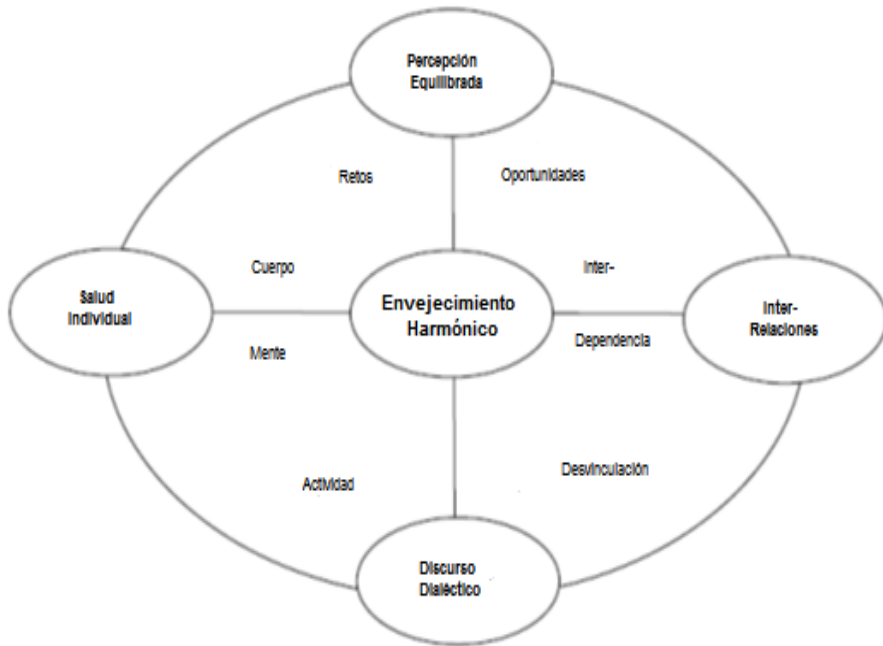 Percepción
Equilibrada
Retos
Oportunidades
Cuerpo
Inter-
Salud
Individual
Envejecimiento
Harmónico
Inter-
Relaciones
Mente
Dependencia
Actividad
Desvinculación
Discurso
Dialéctico